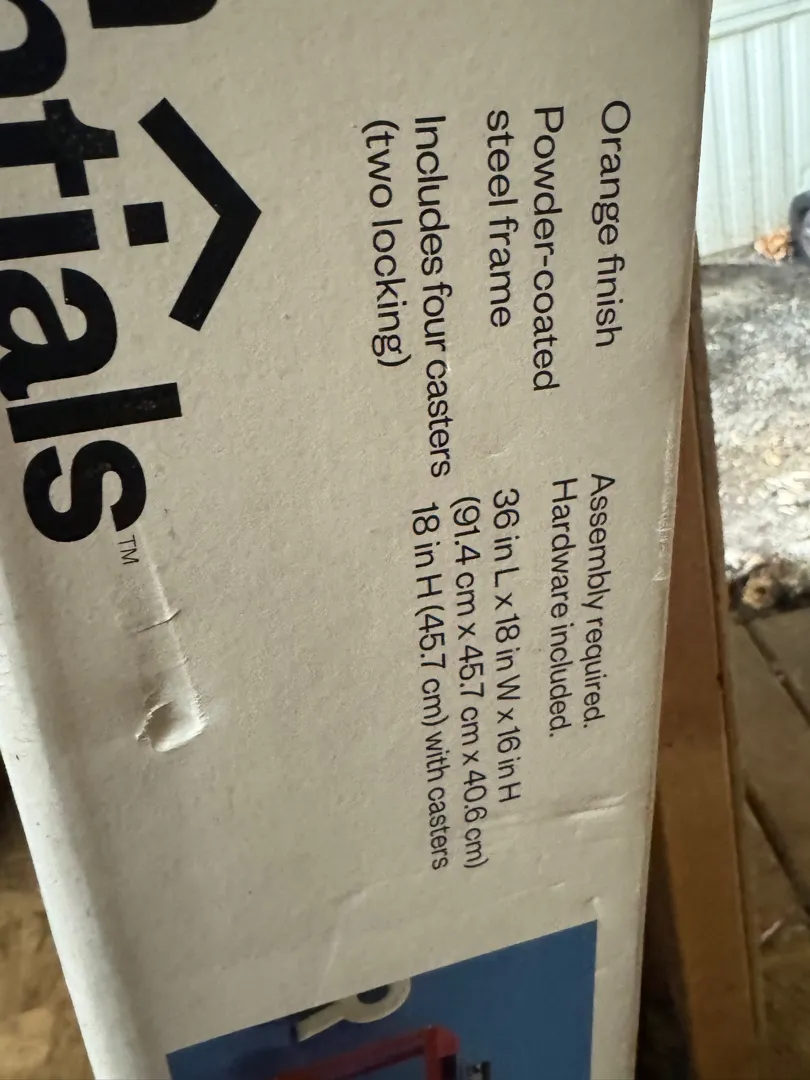 Orange finish
Powder-coated
steel frame
Includes four casters
(two locking)
Assembly required.
Hardware included.
36 in L x 18 in W x 16 in H
(91.4 cm x 45.7 cm x 40.6 cm)
18 in H (45.7 cm) with casters
tials™